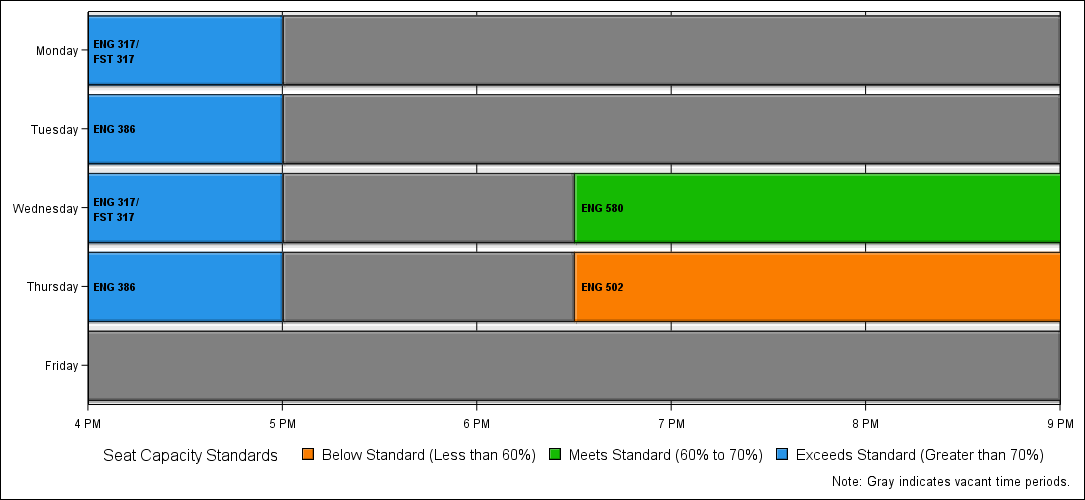 Monday
ENG 317/
FST 317
Tuesday
ENG 386
Wednesday
ENG 317/
FST 317
ENG 580
Thursday
ENG 386
ENG 502
Friday
4 PM 5 PM 6 PM 7 PM 8 PM 9 PM
Seat Capacity Standards Below Standard (Less than 60%) Meets Standard (60% to 70%) Exceeds Standard (Greater than 70%)
Note: Gray indicates vacant time periods.